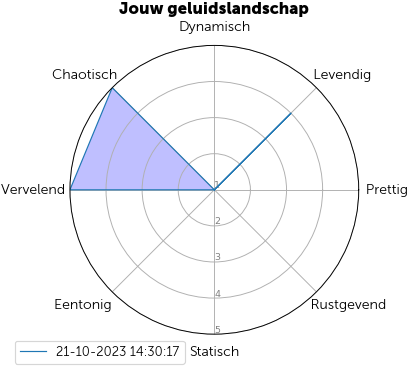 Jouw geluidslandschap
Dynamisch
Chaotisch
Levendig
Vervelend
1
Prettig
2
3
4
Eentonig
Rustgevend
5
21-10-2023 14:30:17
Statisch